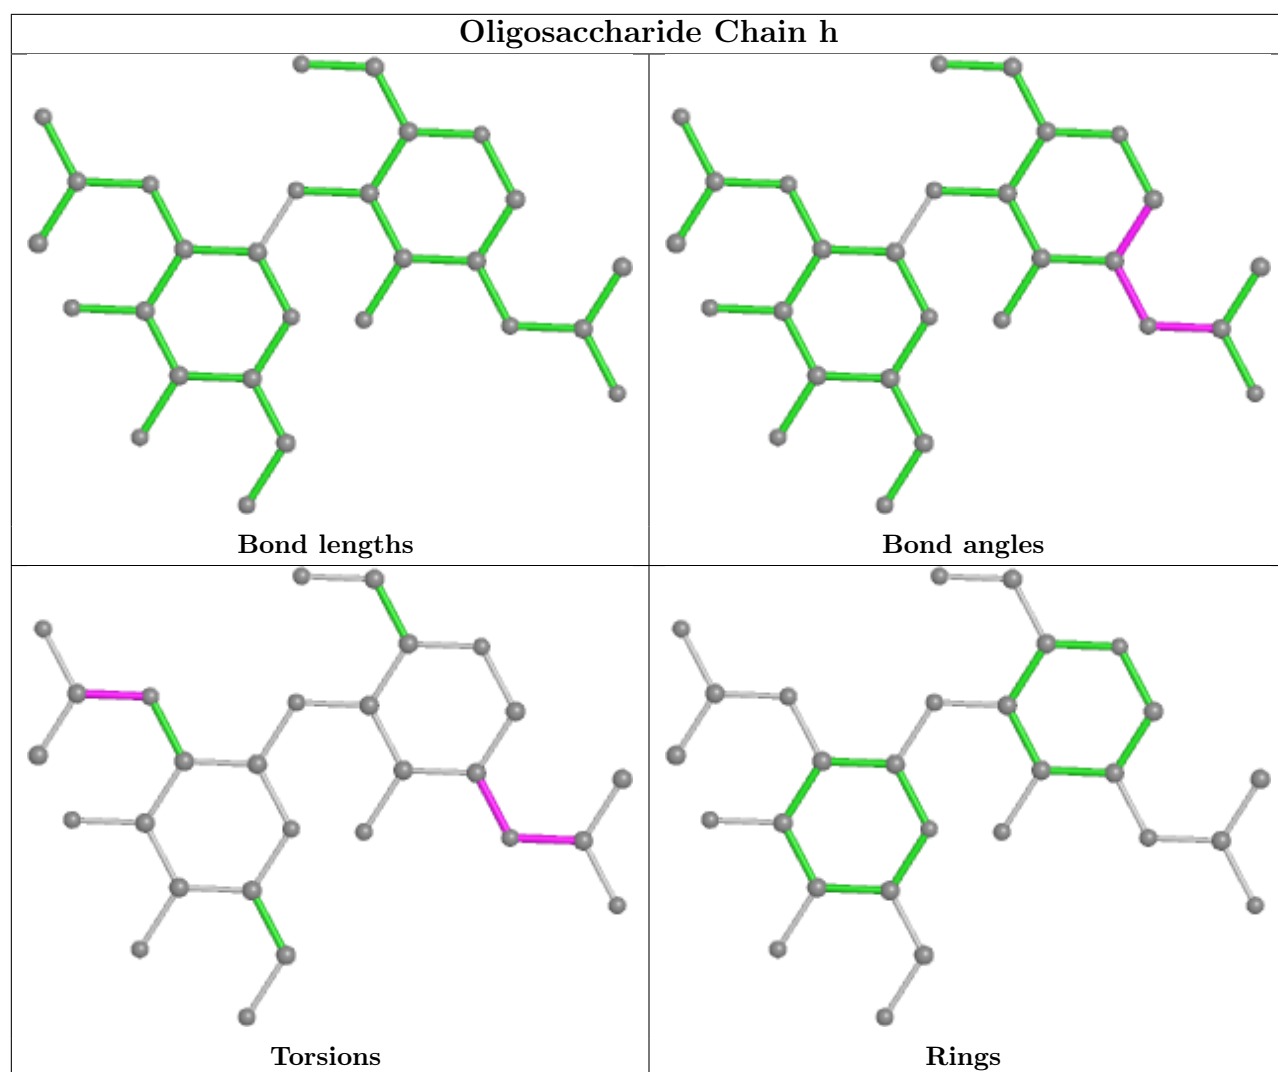 Oligosaccharide Chain h
Bond lengths
Bond angles
Torsions
Rings